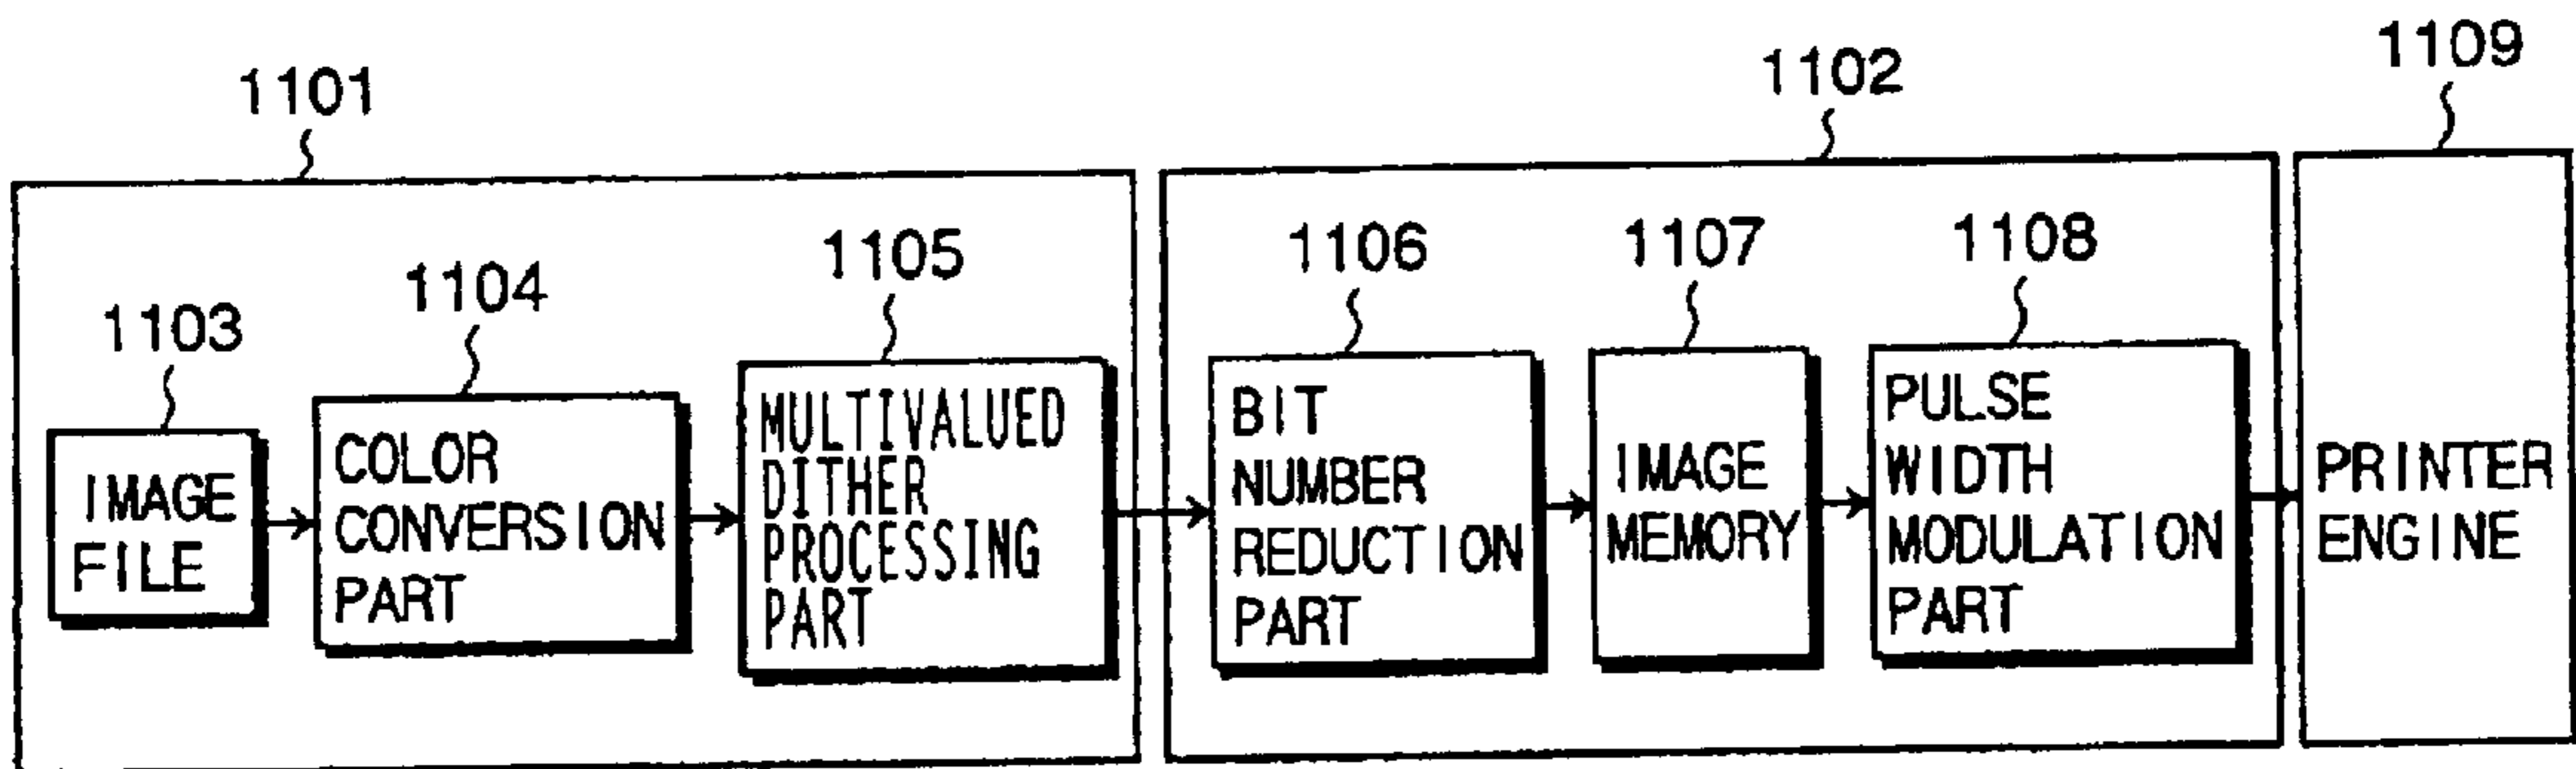 1101
1102
1109
1103
1104
1105
1106
1107
1108
IMAGE
FILE
COLOR
CONVERSION
PART
MULTIVALUED
DITHER
PROCESSING
PART
BIT
NUMBER
REDUCTION
PART
IMAGE
MEMORY
PULSE
WIDTH
MODULATION
PART
PRINTER
ENGINE